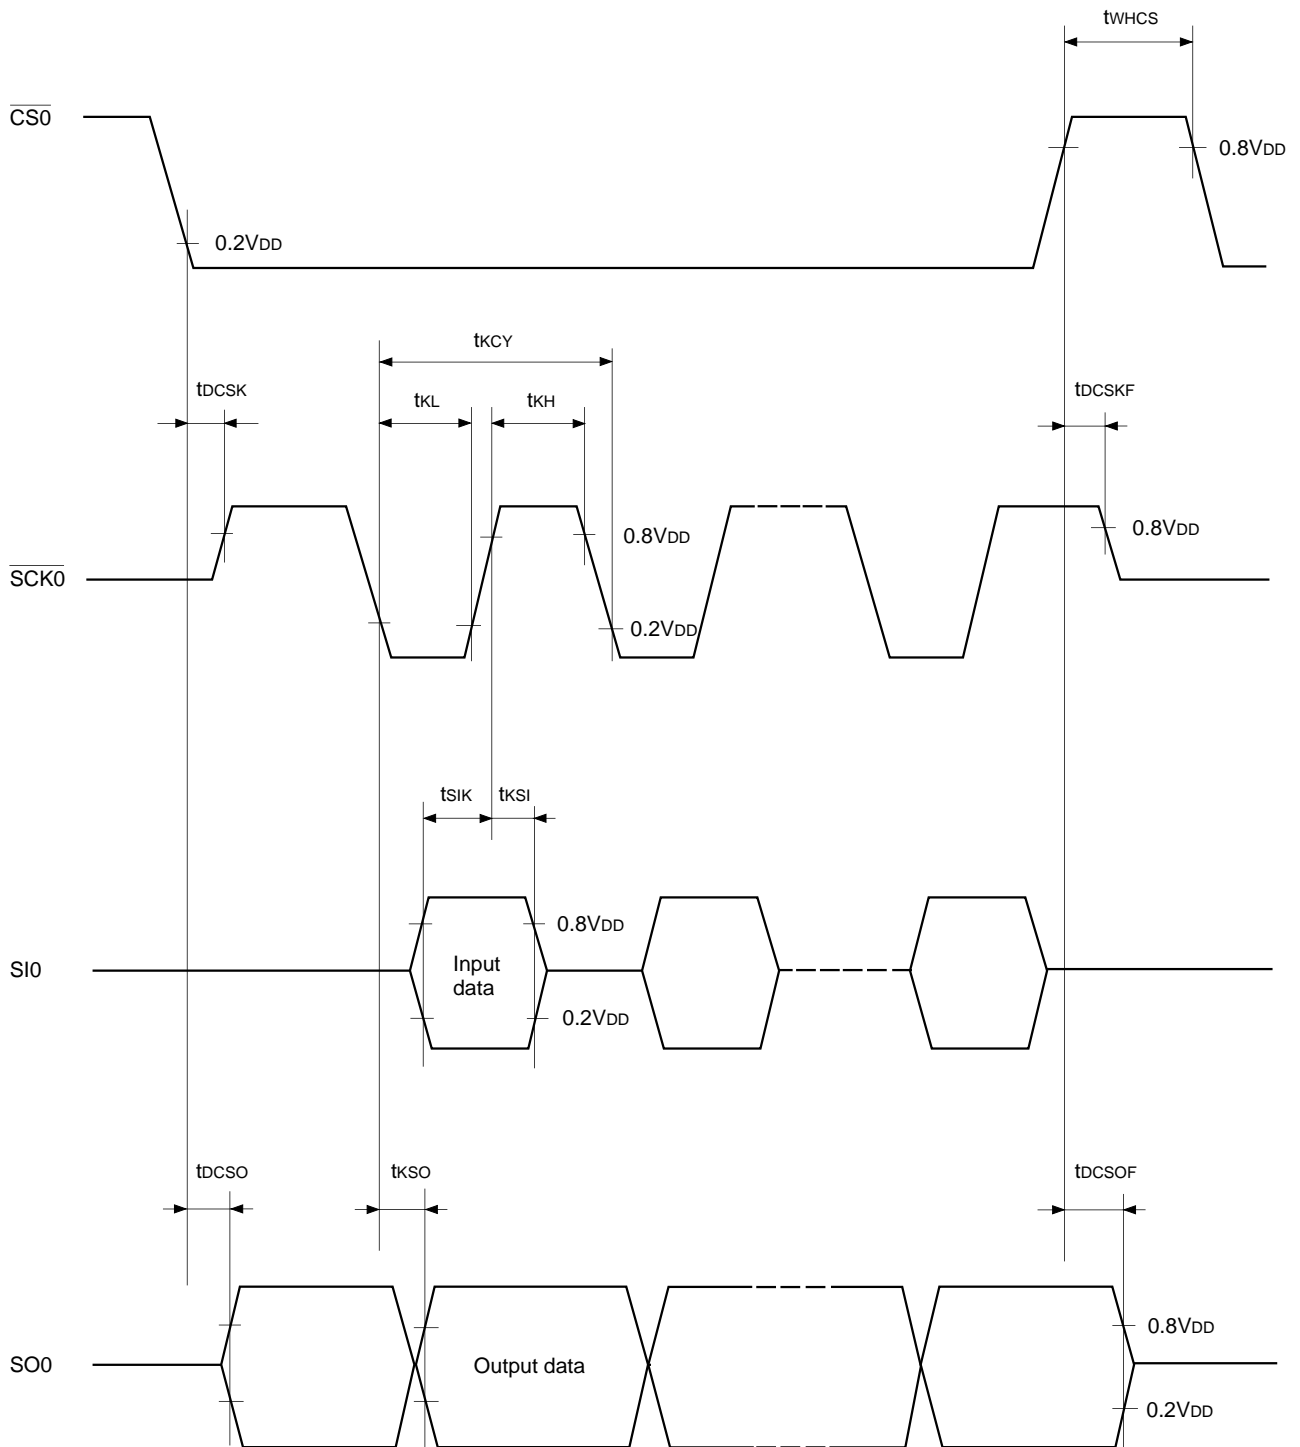 tWHCS
CS0
0.8VDD
0.2VDD
tKCY
tDCSK
tKL
tKH
tDCSKF
0.8VDD
0.8VDD
SCK0
0.2VDD
tSIK
tKSI
0.8VDD
SI0
Input
data
0.2VDD
tDCSO
tKSO
tDCSOF
0.8VDD
SO0
Output data
0.2VDD